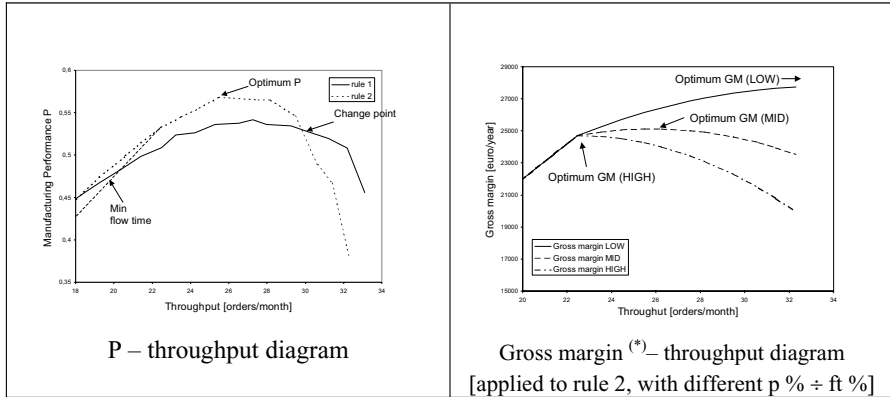 0,6
0,55
0,5
0,45
0,4
0,35
18
20
22
24
26
28
30
32
34
Manufacturing Performance P
Throughput [orders/month]
Optimum P
rule 1
rule 2
Change point
Min
flow time
P – throughput diagram
29000
27000
25000
23000
21000
19000
17000
15000
20
22
24
26
28
30
32
34
Gross margin [euro/year]
Throughut [orders/month]
Optimum GM (LOW)
Optimum GM (MID)
Optimum GM (HIGH)
Gross margin LOW
Gross margin MID
Gross margin HIGH
Gross margin (*)– throughput diagram
[applied to rule 2, with different p % ÷ ft %]